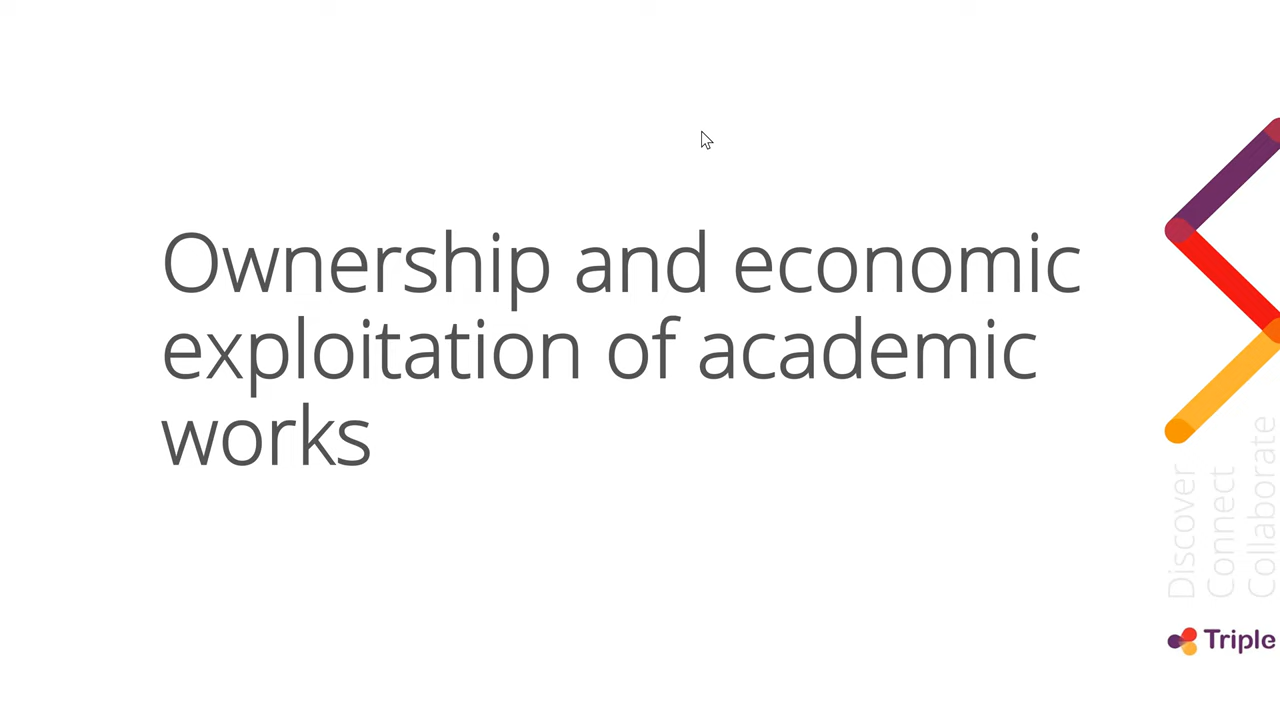 Ownership and economic
exploitation of academic
works
Discover
Connect
Collaborate
Triple